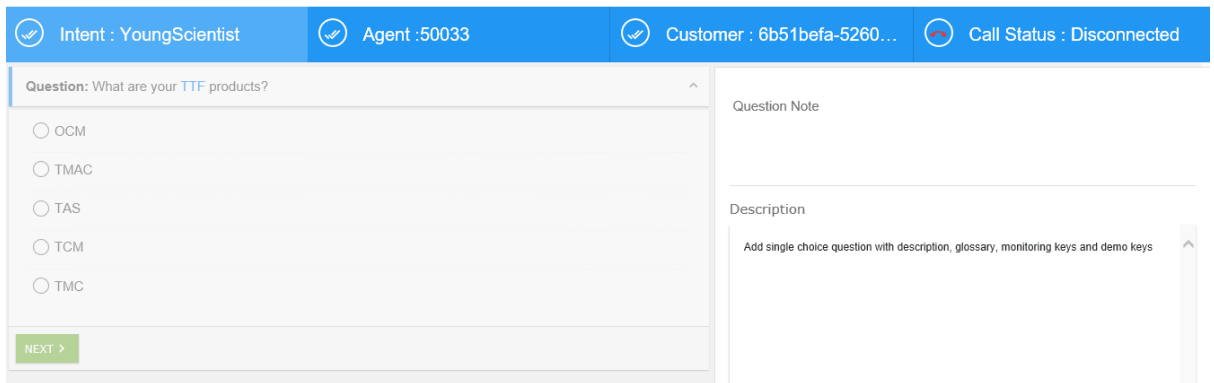 Intent : YoungScientist
Agent :50033
Customer : 6b51befa-5260...
Call Status : Disconnected
Question: What are your TTF products?
OCM
TMAC
TAS
TCM
TMC
NEXT >
Question Note
Description
Add single choice question with description, glossary, monitoring keys and demo keys